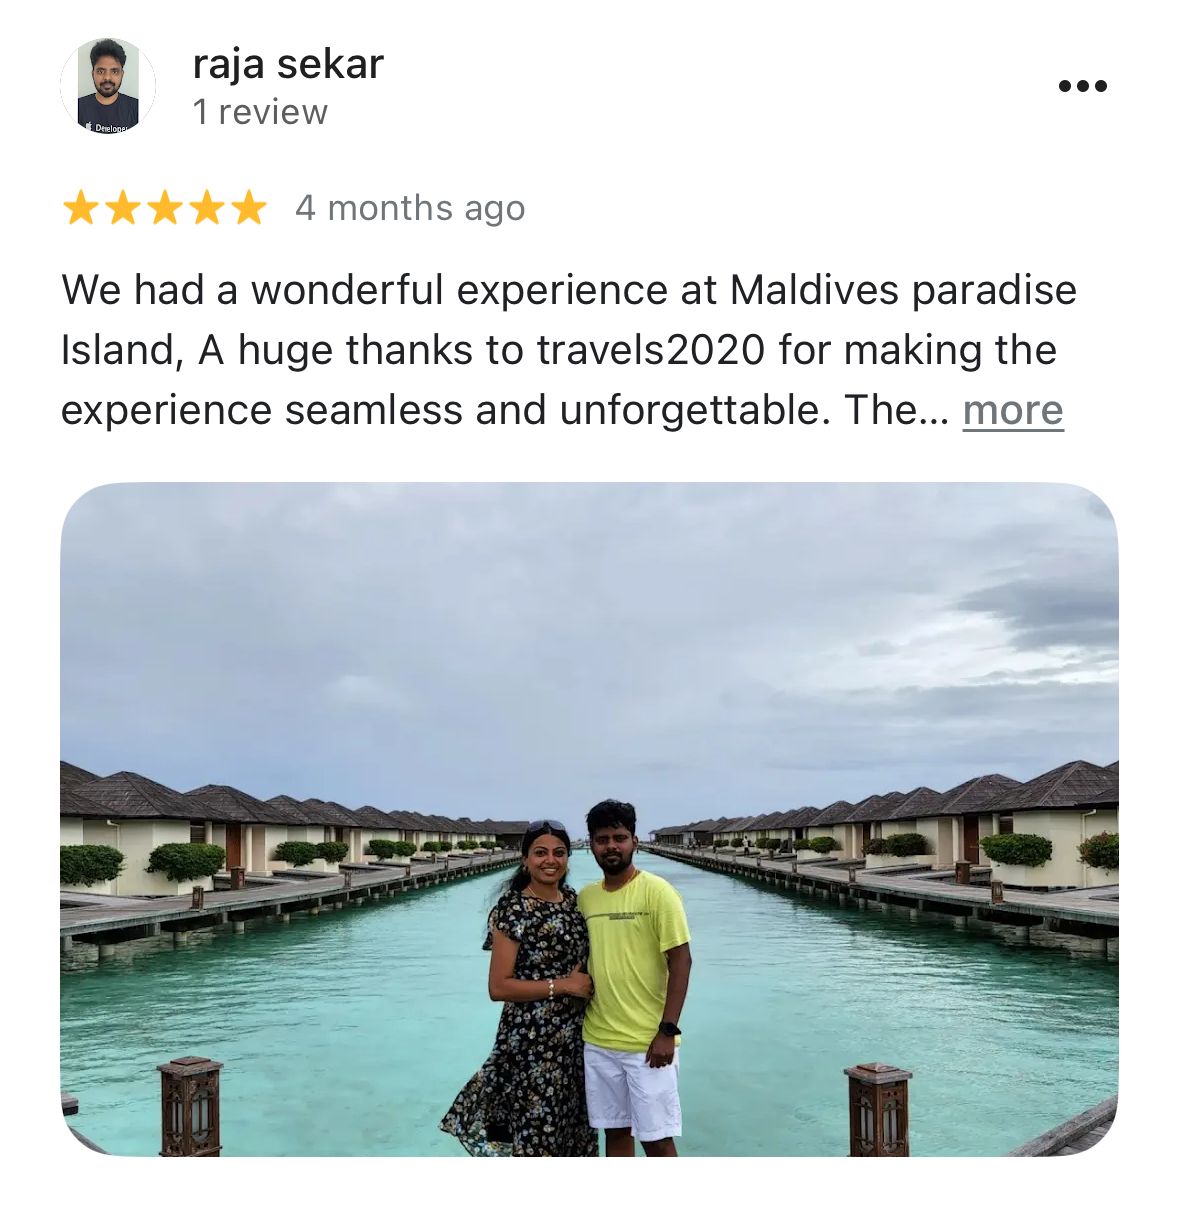 raja sekar
1 review
4 months ago
We had a wonderful experience at Maldives paradise
Island, A huge thanks to travels2020 for making the
experience seamless and unforgettable. The... more